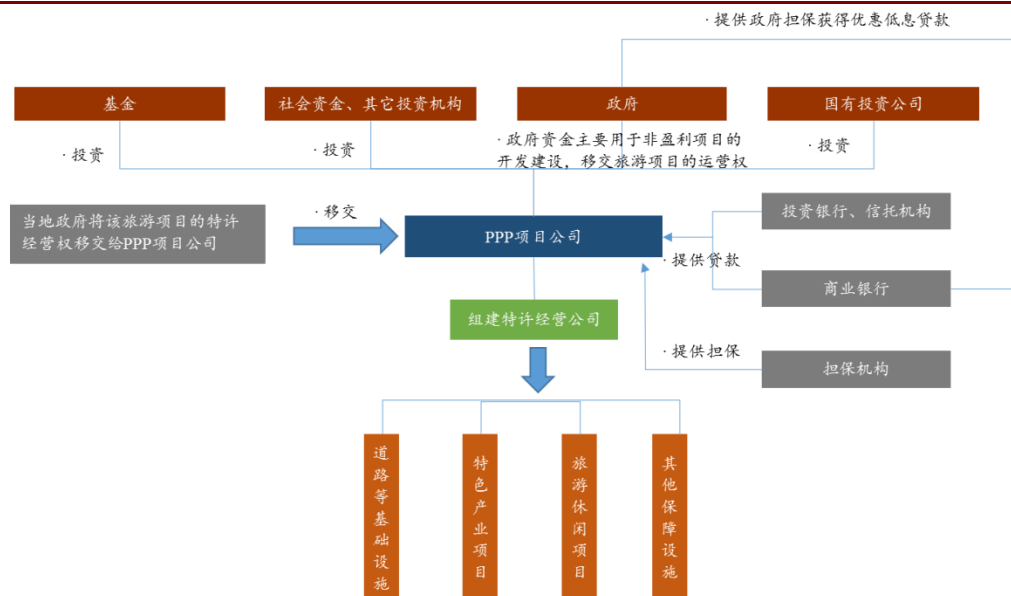 · 提供政府担保获得优惠低息贷款
基金
社会资金、其它投资机构
政府
国有投资公司
· 投资
· 投资
· 政府资金主要用于非盈利项目的
开发建设，移交旅游项目的运营权
· 投资
当地政府将该旅游项目的特许
经营权移交给PPP项目公司
· 移交
PPP项目公司
投资银行、信托机构
· 提供贷款
商业银行
组建特许经营公司
· 提供担保
担保机构
道路等基础设施
特色产业项目
旅游休闲项目
其他保障设施